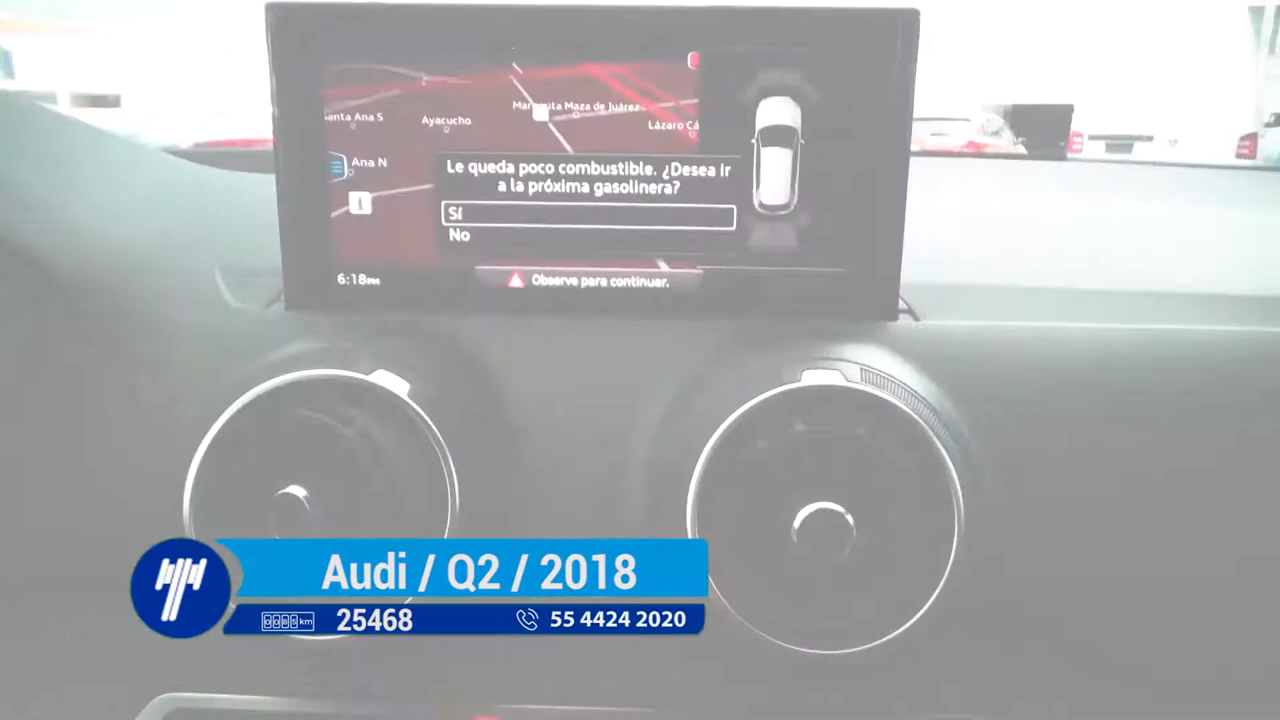 Margarita Maza de Juárez
anta Ana S
Ayacucho
Lázaro Cá
Ana N
Le queda poco combustible. ¿Desea ir
a la próxima gasolinera?
Sí
No
6:18PM
Observe para continuar.
Audi / Q2 / 2018
km
25468
55 4424 2020